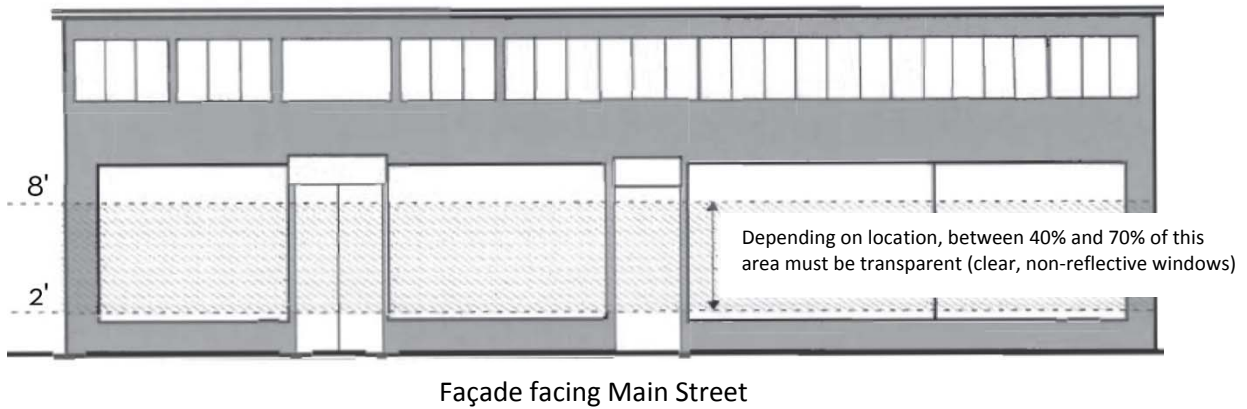 8'
Depending on location, between 40% and 70% of this
area must be transparent (clear, non-reflective windows)
2'
Façade facing Main Street